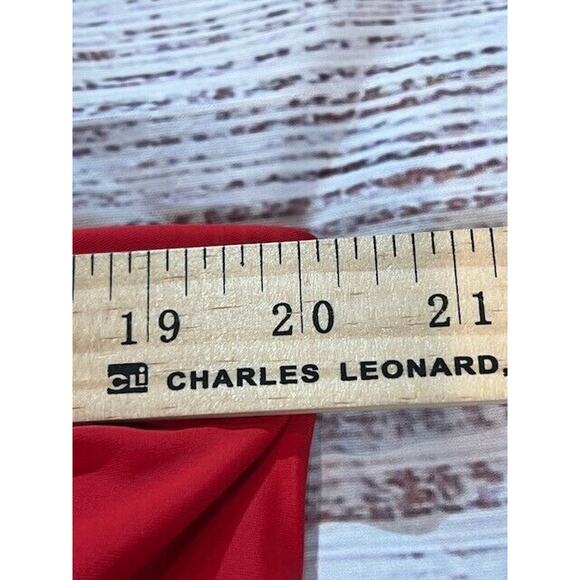 19 20 21
CLI CHARLES LEONARD,